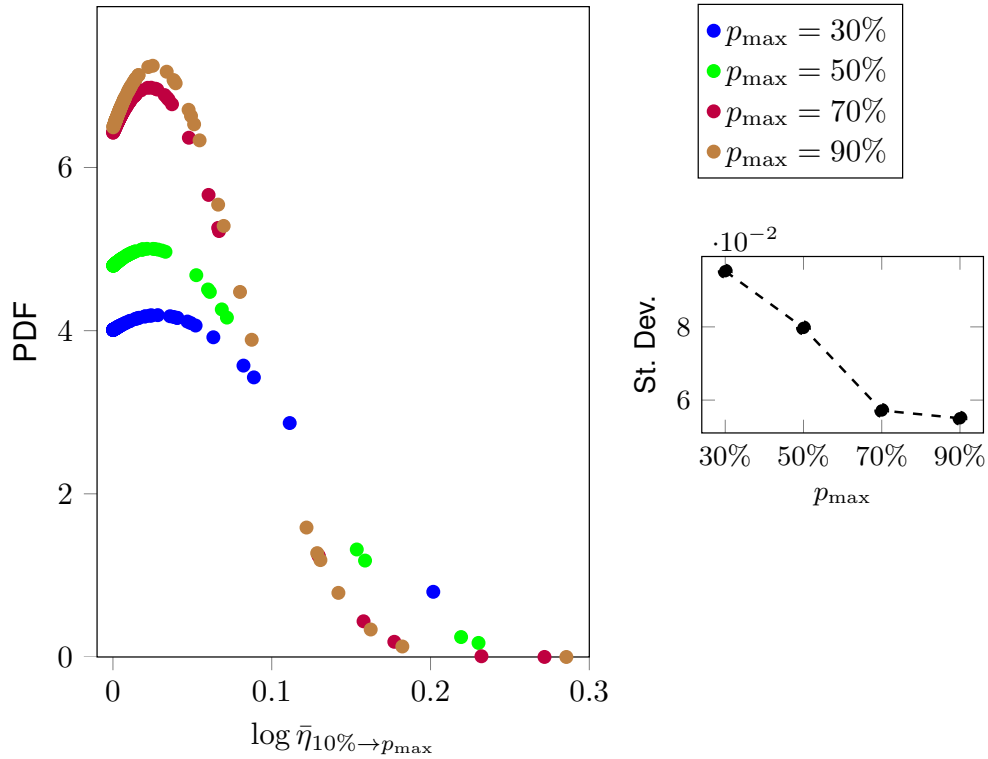 p_max = 30%
p_max = 50%
p_max = 70%
p_max = 90%
PDF
6
4
2
0
0 0.1 0.2 0.3
log η̄_10%→p_max
·10⁻²
St. Dev.
8
6
30% 50% 70% 90%
p_max